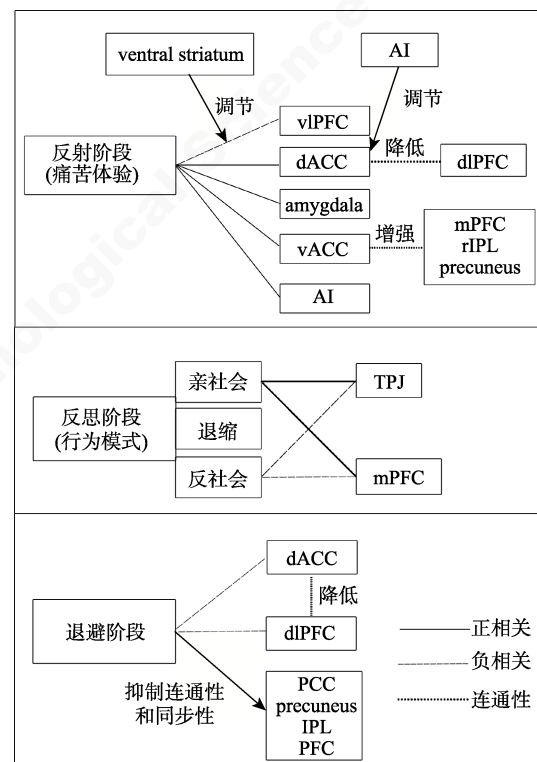 ventral striatum
AI
调节
调节
vlPFC
反射阶段
(痛苦体验)
dACC
降低
dlPFC
amygdala
vACC
增强
mPFC
rIPL
precuneus
AI
亲社会
TPJ
反思阶段
(行为模式)
退缩
反社会
mPFC
dACC
降低
退避阶段
dlPFC
正相关
负相关
连通性
抑制连通性
和同步性
PCC
precuneus
IPL
PFC